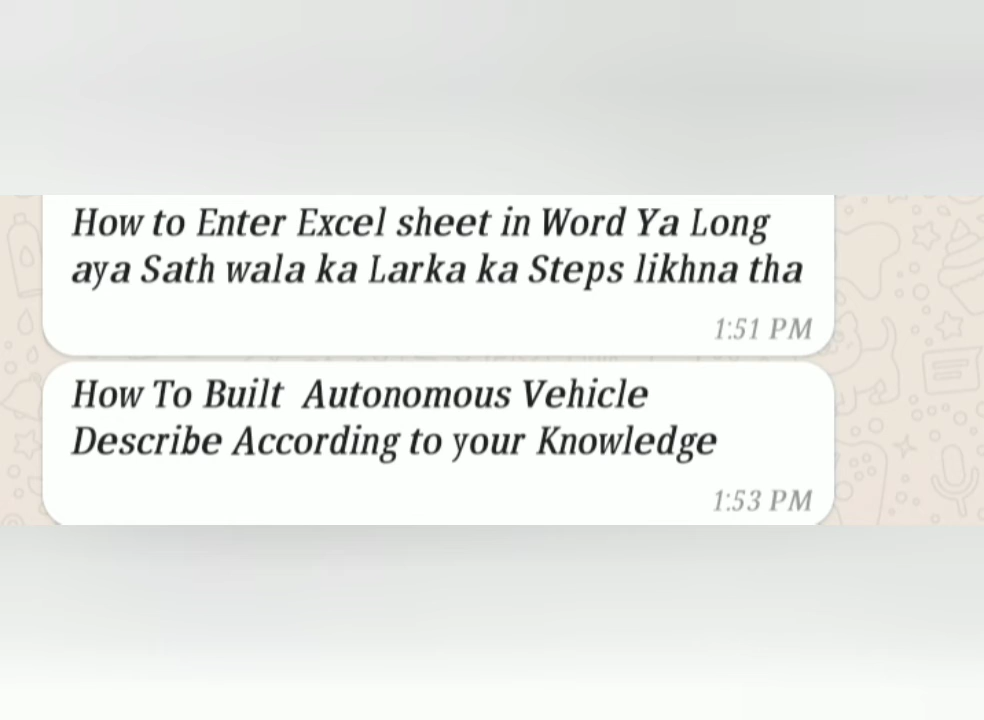 How to Enter Excel sheet in Word Ya Long
aya Sath wala ka Larka ka Steps likhna tha
1:51 PM
How To Built Autonomous Vehicle
Describe According to your Knowledge
1:53 PM